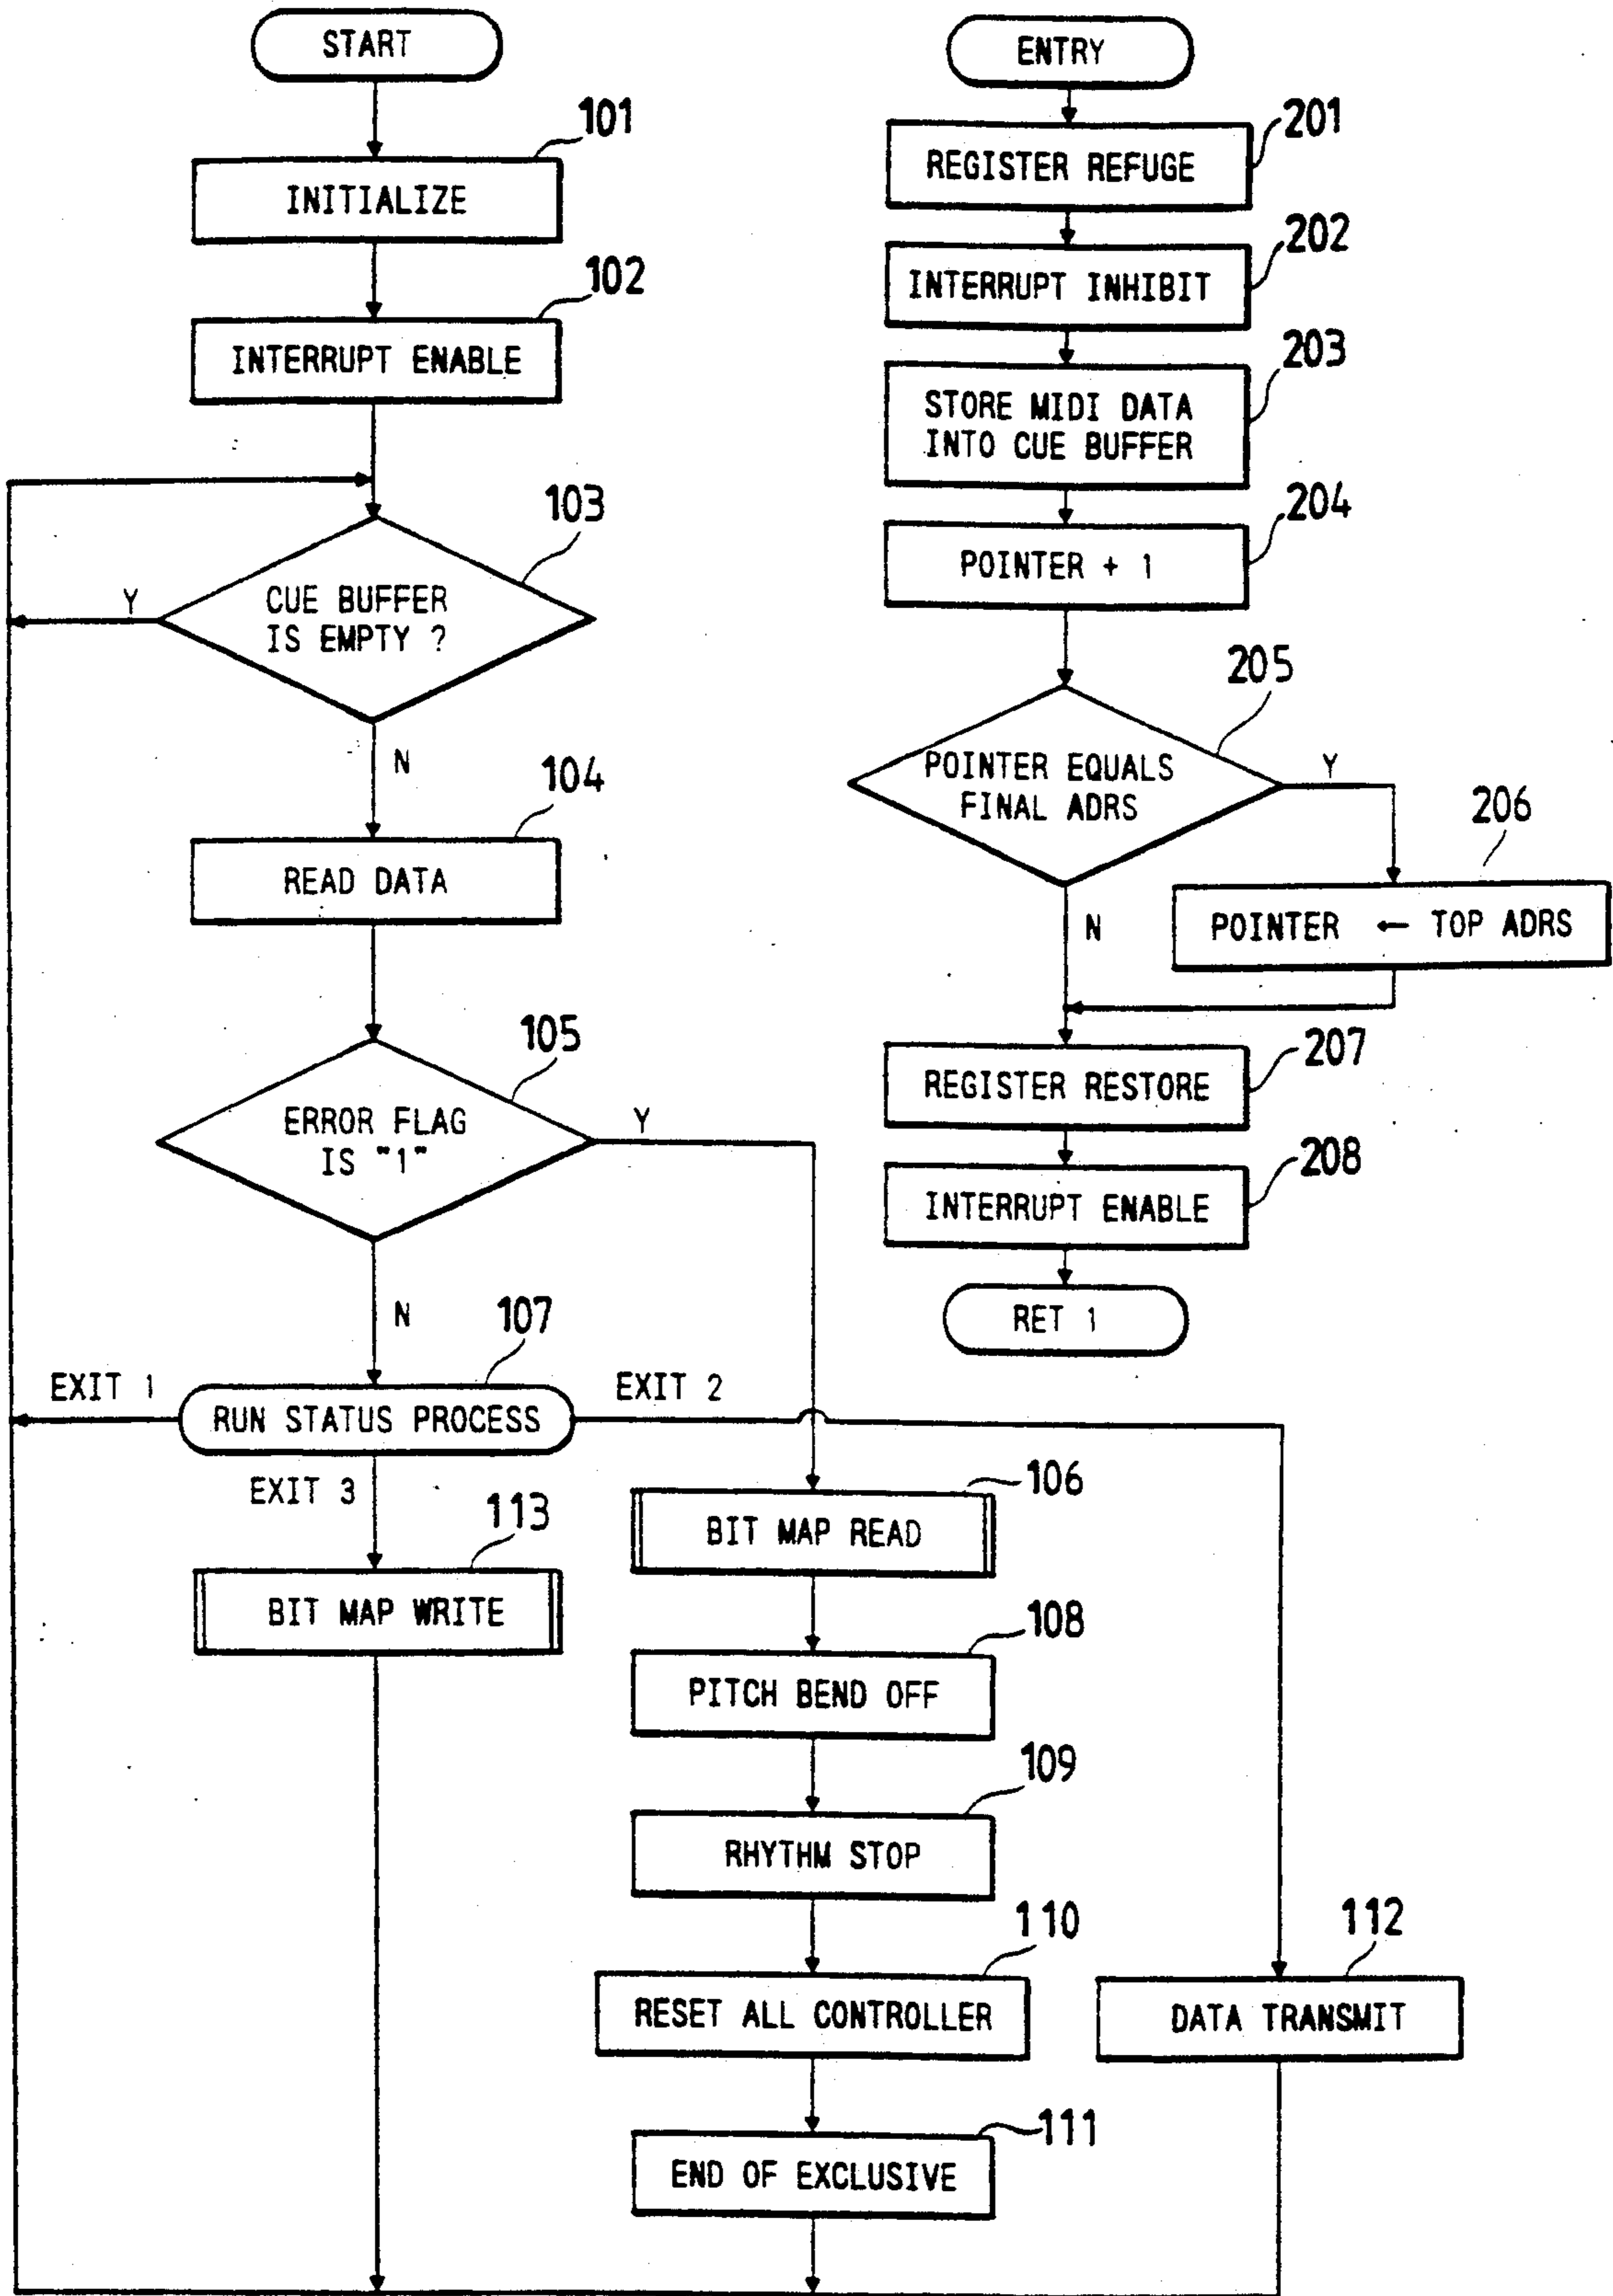 START
101
INITIALIZE
102
INTERRUPT ENABLE
103
CUE BUFFER
IS EMPTY ?
Y
N
104
READ DATA
105
ERROR FLAG
IS "1"
Y
N
107
EXIT 1
RUN STATUS PROCESS
EXIT 2
EXIT 3
113
BIT MAP WRITE
106
BIT MAP READ
108
PITCH BEND OFF
109
RHYTHM STOP
110
RESET ALL CONTROLLER
111
END OF EXCLUSIVE
112
DATA TRANSMIT
ENTRY
201
REGISTER REFUGE
202
INTERRUPT INHIBIT
203
STORE MIDI DATA
INTO CUE BUFFER
204
POINTER + 1
205
POINTER EQUALS
FINAL ADRS
Y
206
POINTER ← TOP ADRS
N
207
REGISTER RESTORE
208
INTERRUPT ENABLE
RET 1